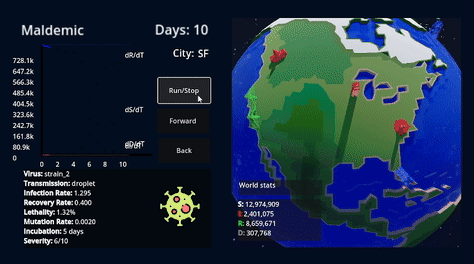 Maldemic
Days: 10
City: SF
dR/dT
728.1k
647.2k
566.3k
485.4k
404.5k
323.6k
242.7k
161.8k
80.9k
0
dS/dT
0 2 4 6 8 10
Run/Stop
Forward
Back
Virus: strain_2
Transmission: droplet
Infection Rate: 1.295
Recovery Rate: 0.400
Lethality: 1.32%
Mutation Rate: 0.0020
Incubation: 5 days
Severity: 6/10
World stats
S: 12,974,909
I: 2,401,075
R: 8,659,671
D: 307,768